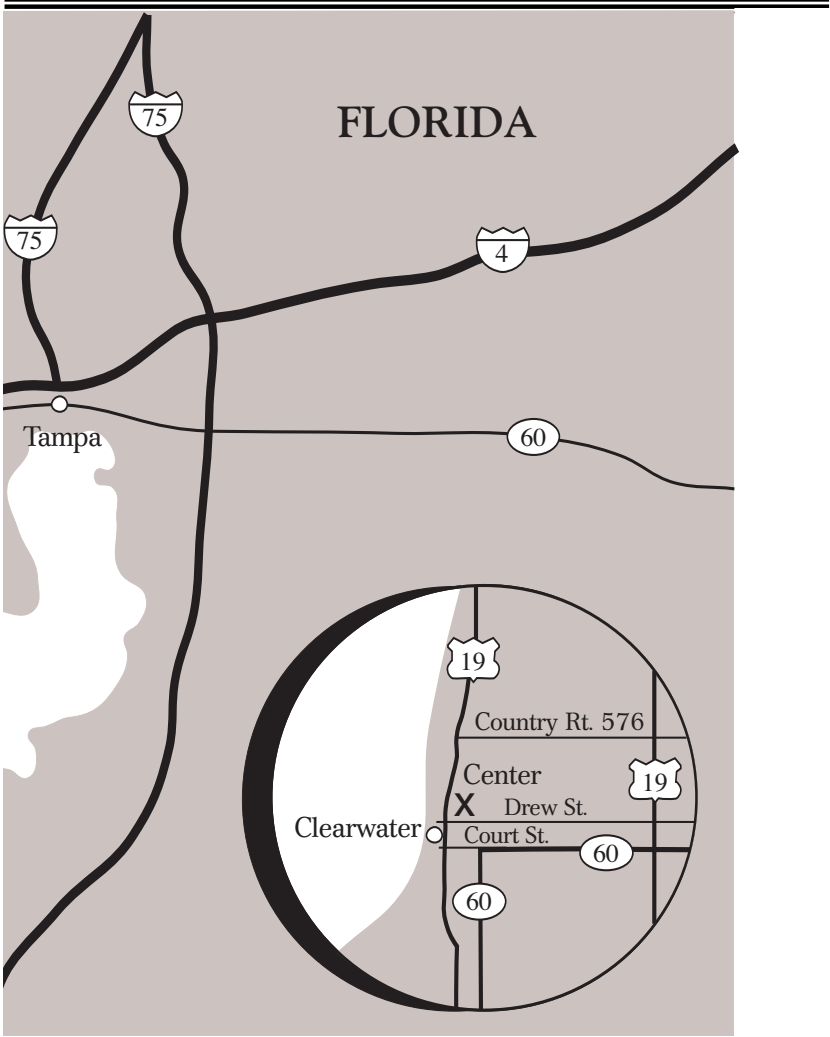 FLORIDA
75
75
4
Tampa
60
19
Country Rt. 576
Center
19
X Drew St.
Clearwater
Court St.
60
60